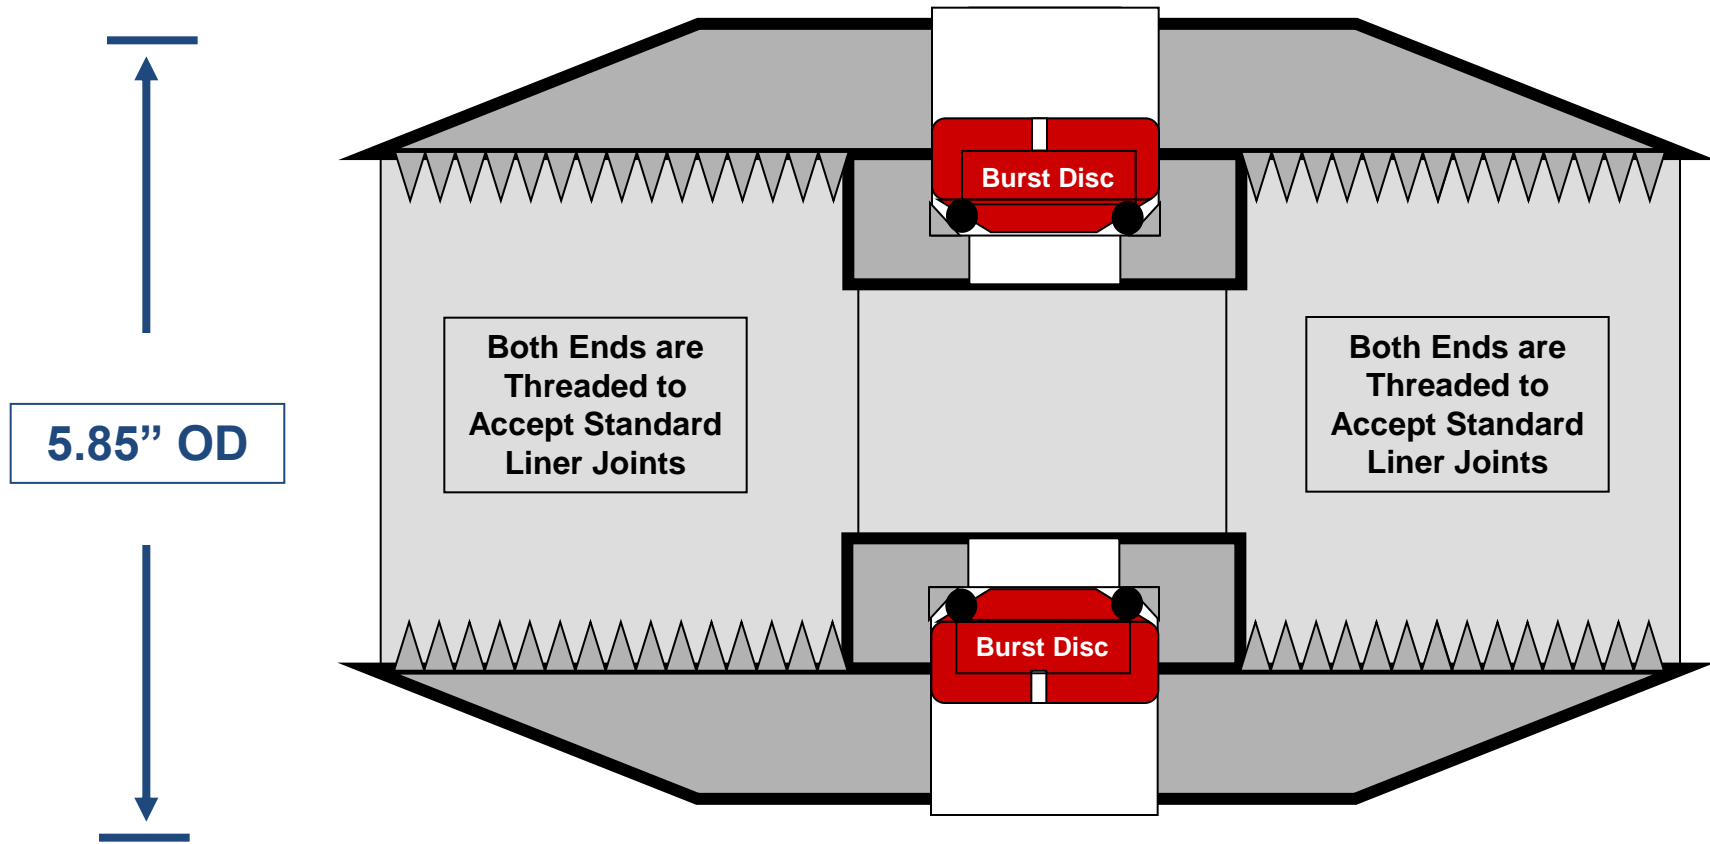 Burst Disc
Both Ends are
Threaded to
Accept Standard
Liner Joints
Both Ends are
Threaded to
Accept Standard
Liner Joints
5.85” OD
Burst Disc